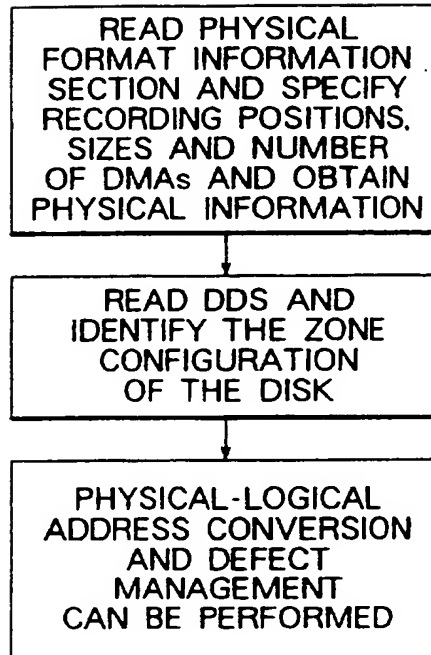 READ PHYSICAL
FORMAT INFORMATION
SECTION AND SPECIFY
RECORDING POSITIONS,
SIZES AND NUMBER
OF DMAs AND OBTAIN
PHYSICAL INFORMATION
READ DDS AND
IDENTIFY THE ZONE
CONFIGURATION
OF THE DISK
PHYSICAL-LOGICAL
ADDRESS CONVERSION
AND DEFECT
MANAGEMENT
CAN BE PERFORMED